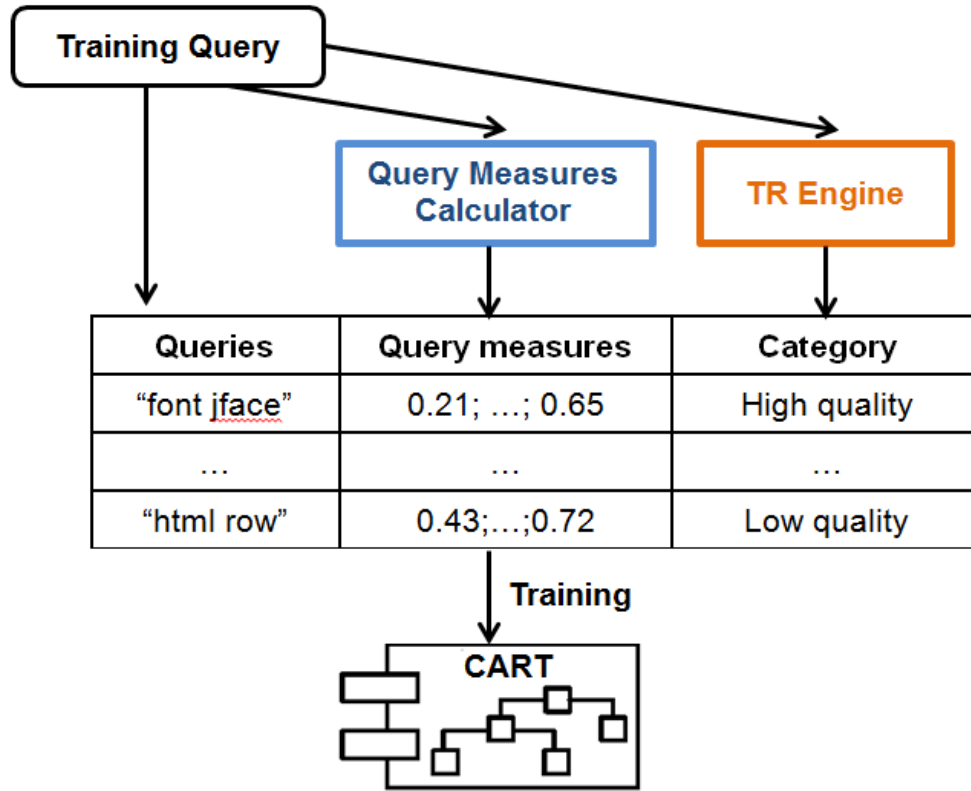 Training Query
Query Measures
Calculator
TR Engine
Queries Query measures Category
“font jface” 0.21; ...; 0.65 High quality
... ... ...
“html row” 0.43;...;0.72 Low quality
Training
CART